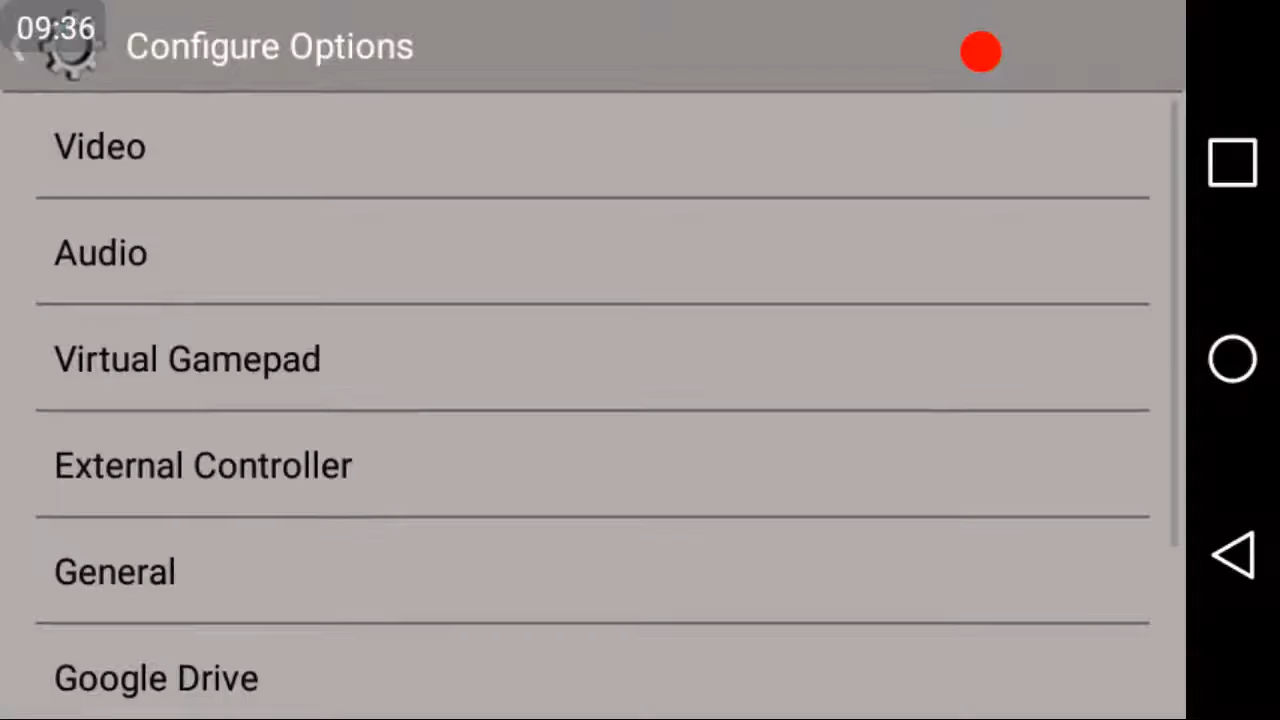 09:36
Configure Options
Video
Audio
Virtual Gamepad
External Controller
General
Google Drive